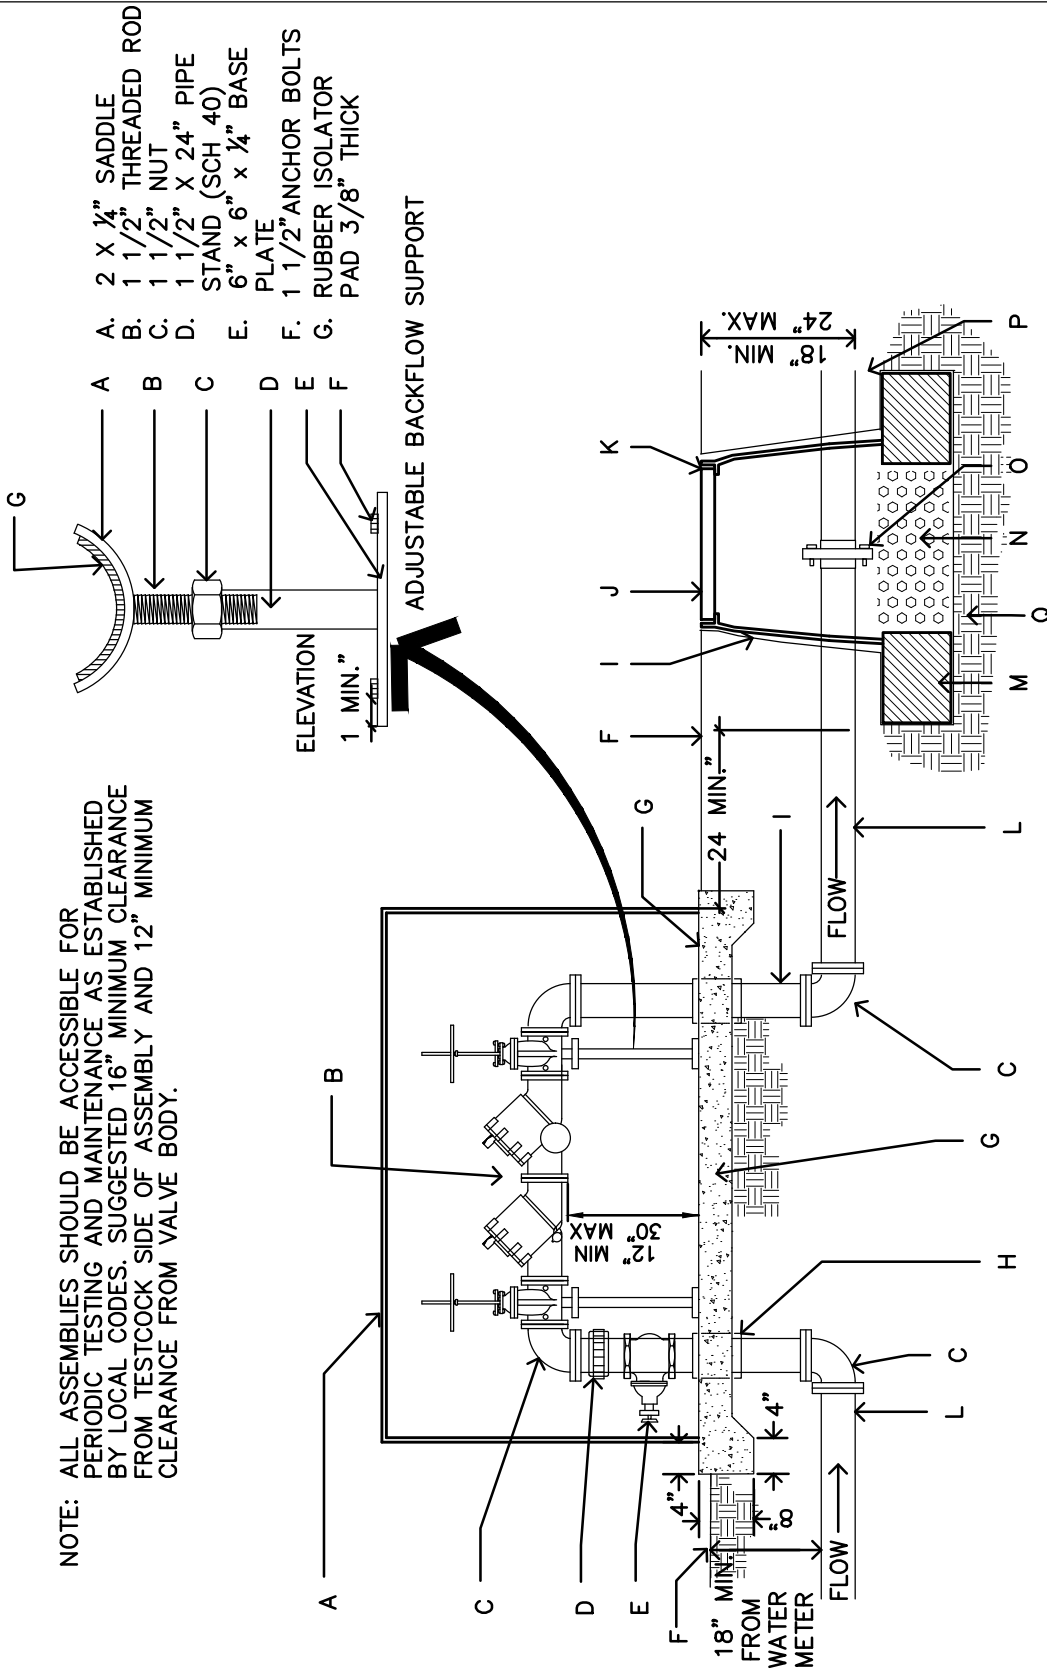 NOTE: ALL ASSEMBLIES SHOULD BE ACCESSIBLE FOR
PERIODIC TESTING AND MAINTENANCE AS ESTABLISHED
BY LOCAL CODES. SUGGESTED 16" MINIMUM CLEARANCE
FROM TESTCOCK SIDE OF ASSEMBLY AND 12" MINIMUM
CLEARANCE FROM VALVE BODY.
G
A
B
C
D
E
F
ELEVATION
1 MIN."
ADJUSTABLE BACKFLOW SUPPORT
A. 2 X ¼" SADDLE
B. 1 1/2" THREADED ROD
C. 1 1/2" NUT
D. 1 1/2" X 24" PIPE
STAND (SCH 40)
E. 6" x 6" x ¼" BASE
PLATE
F. 1 1/2" ANCHOR BOLTS
G. RUBBER ISOLATOR
PAD 3/8" THICK
A
B
C
D
E
F
G
I
F
I
J
K
12" MIN
30" MAX
24 MIN."
18" MIN.
24" MAX.
4"
8"
4"
18" MIN.
FROM
WATER
METER
FLOW
FLOW
L
C
H
G
C
L
M
Q
N
O
P